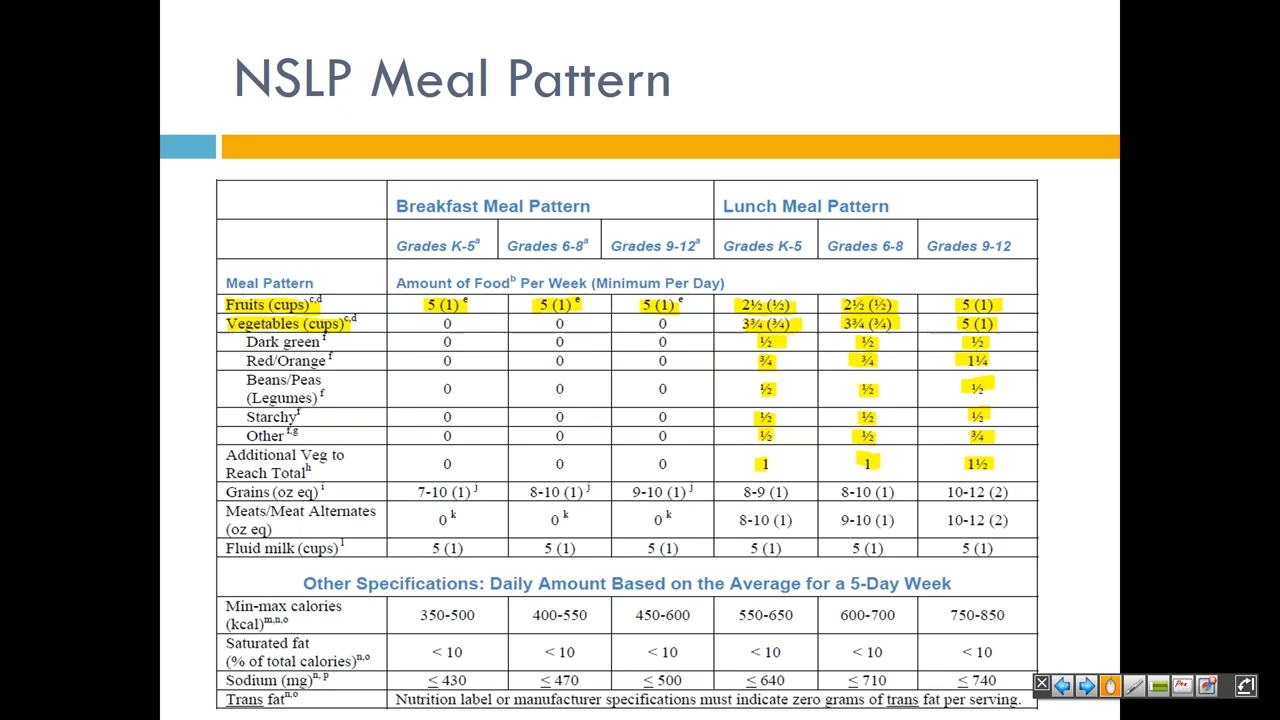 NSLP Meal Pattern
Breakfast Meal Pattern Lunch Meal Pattern
Grades K-5ᵃ Grades 6-8ᵃ Grades 9-12ᵃ Grades K-5 Grades 6-8 Grades 9-12
Meal Pattern Amount of Foodᵇ Per Week (Minimum Per Day)
Fruits (cups)ᶜ,ᵈ 5 (1)ᵉ 5 (1)ᵉ 5 (1)ᵉ 2½ (½) 2½ (½) 5 (1)
Vegetables (cups)ᶜ,ᵈ 0 0 0 3¾ (¾) 3¾ (¾) 5 (1)
Dark greenᶠ 0 0 0 ½ ½ ½
Red/Orangeᶠ 0 0 0 ¾ ¾ 1¼
Beans/Peas
(Legumes)ᶠ 0 0 0 ½ ½ ½
Starchyᶠ 0 0 0 ½ ½ ½
Otherᶠ,ᵍ 0 0 0 ½ ½ ¾
Additional Veg to
Reach Totalʰ 0 0 0 1 1 1½
Grains (oz eq)ⁱ 7-10 (1)ʲ 8-10 (1)ʲ 9-10 (1)ʲ 8-9 (1) 8-10 (1) 10-12 (2)
Meats/Meat Alternates
(oz eq) 0ᵏ 0ᵏ 0ᵏ 8-10 (1) 9-10 (1) 10-12 (2)
Fluid milk (cups)ˡ 5 (1) 5 (1) 5 (1) 5 (1) 5 (1) 5 (1)
Other Specifications: Daily Amount Based on the Average for a 5-Day Week
Min-max calories
(kcal)ᵐ,ⁿ,ᵒ 350-500 400-550 450-600 550-650 600-700 750-850
Saturated fat
(% of total calories)ⁿ,ᵒ < 10 < 10 < 10 < 10 < 10 < 10
Sodium (mg)ⁿ, ᵖ ≤ 430 ≤ 470 ≤ 500 ≤ 640 ≤ 710 ≤ 740
Trans fatⁿ,ᵒ Nutrition label or manufacturer specifications must indicate zero grams of trans fat per serving.